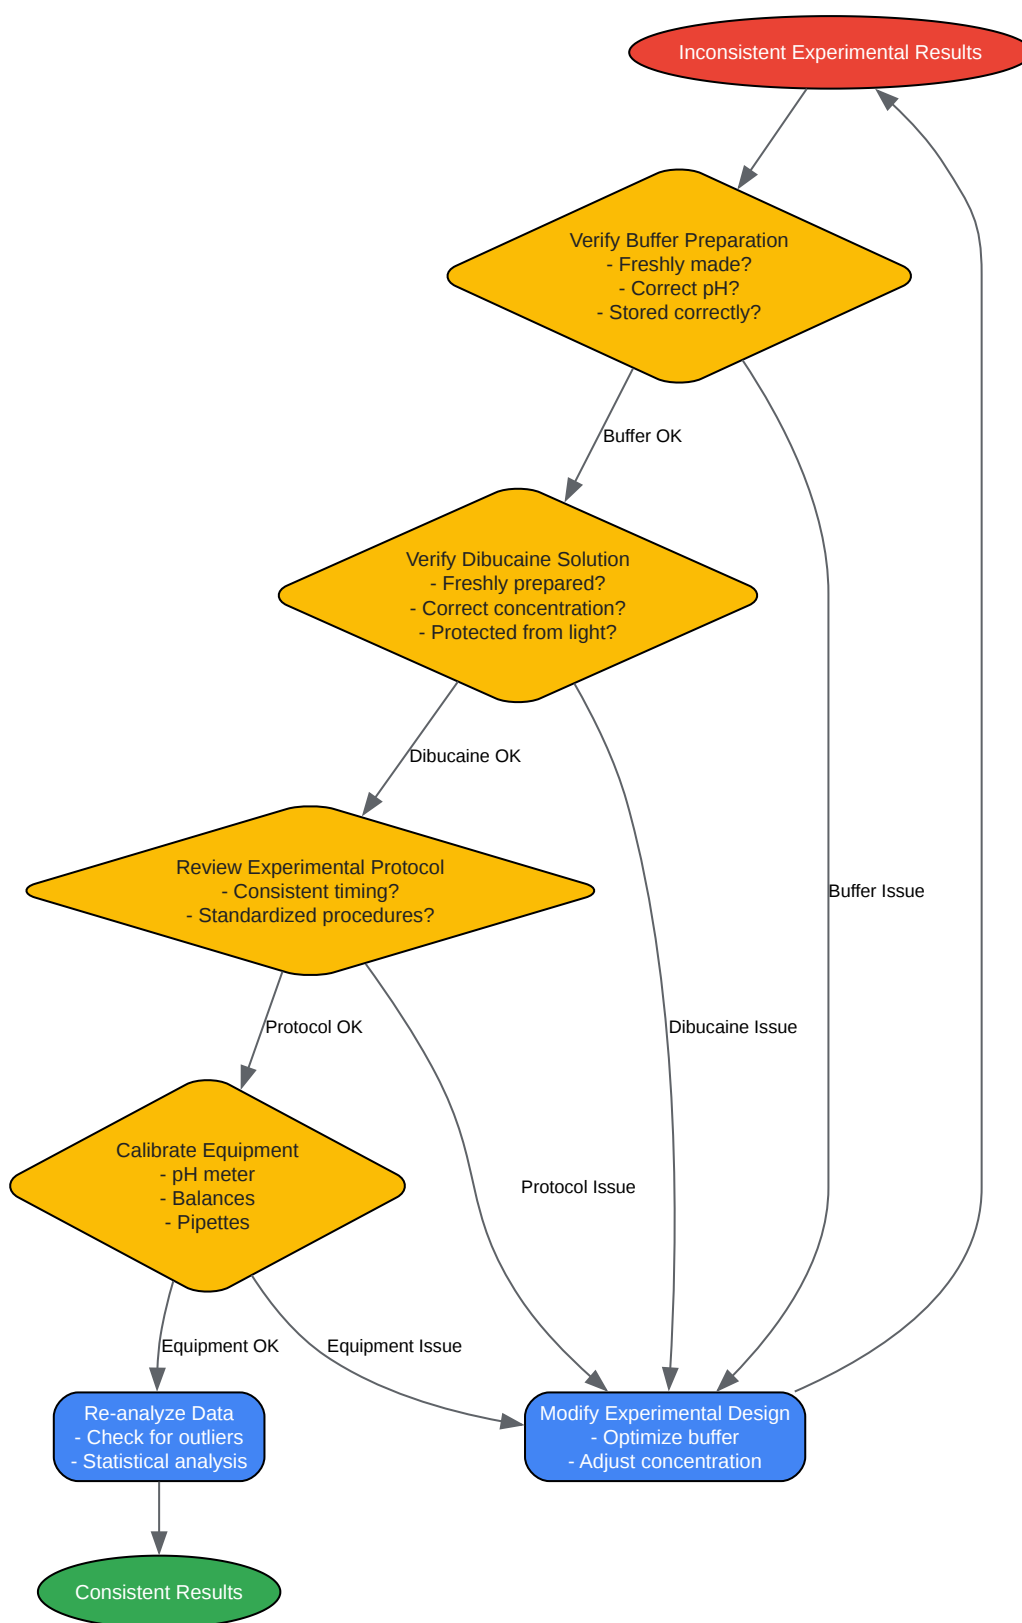 Inconsistent Experimental Results
Verify Buffer Preparation
- Freshly made?
- Correct pH?
- Stored correctly?
Buffer OK
Verify Dibucaine Solution
- Freshly prepared?
- Correct concentration?
- Protected from light?
Dibucaine OK
Review Experimental Protocol
- Consistent timing?
- Standardized procedures?
Buffer Issue
Protocol OK
Dibucaine Issue
Calibrate Equipment
- pH meter
- Balances
- Pipettes
Protocol Issue
Equipment OK
Equipment Issue
Re-analyze Data
- Check for outliers
- Statistical analysis
Modify Experimental Design
- Optimize buffer
- Adjust concentration
Consistent Results